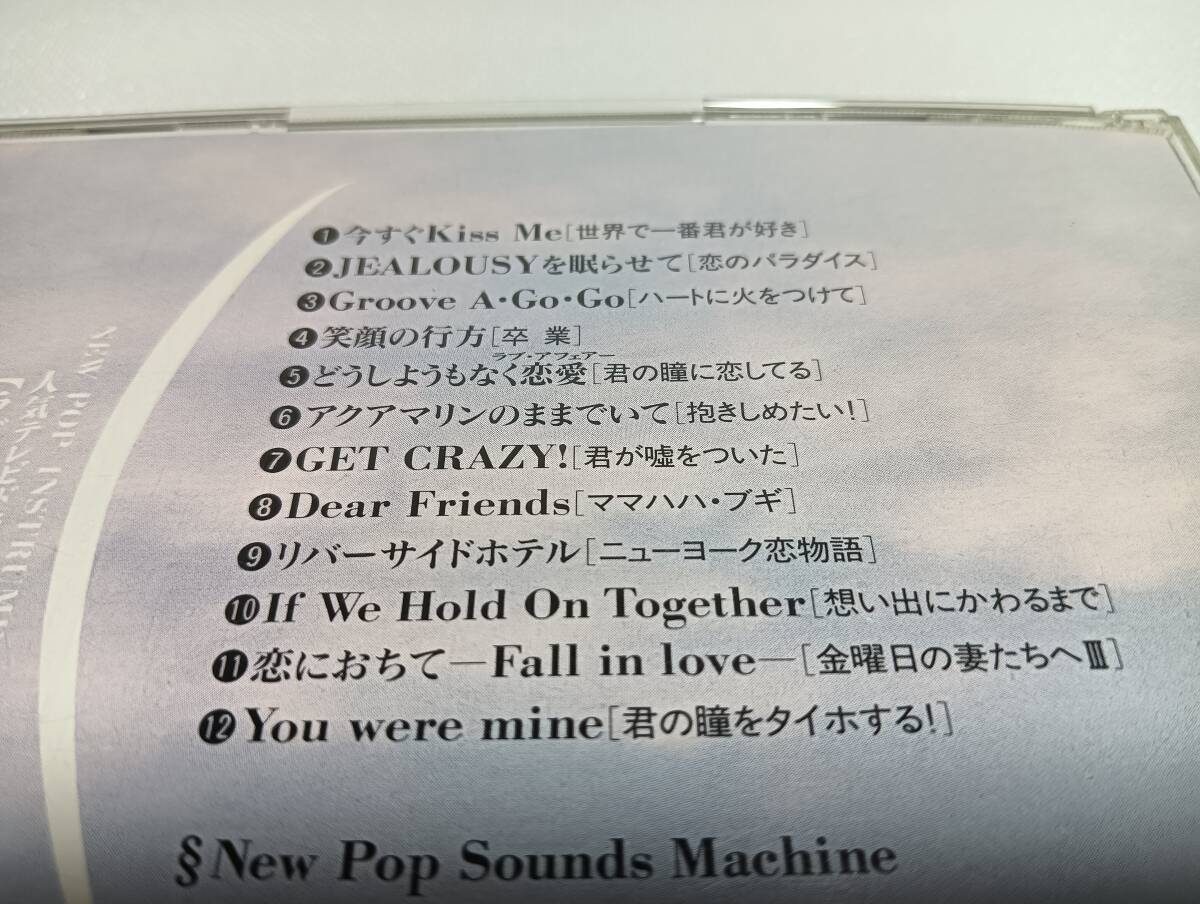 ❶今すぐKiss Me[世界で一番君が好き]
❷JEALOUSYを眠らせて[恋のパラダイス]
❸Groove A・Go・Go[ハートに火をつけて]
❹笑顔の行方[卒 業]
ラブ・アフェアー
❺どうしようもなく恋愛[君の瞳に恋してる]
❻アクアマリンのままでいて[抱きしめたい!]
❼GET CRAZY![君が嘘をついた]
❽Dear Friends[ママハハ・ブギ]
❾リバーサイドホテル[ニューヨーク恋物語]
❿If We Hold On Together[想い出にかわるまで]
⓫恋におちて—Fall in love—[金曜日の妻たちへⅢ]
⓬You were mine[君の瞳をタイホする!]
§New Pop Sounds Machine
NEW POP
人気テレビ